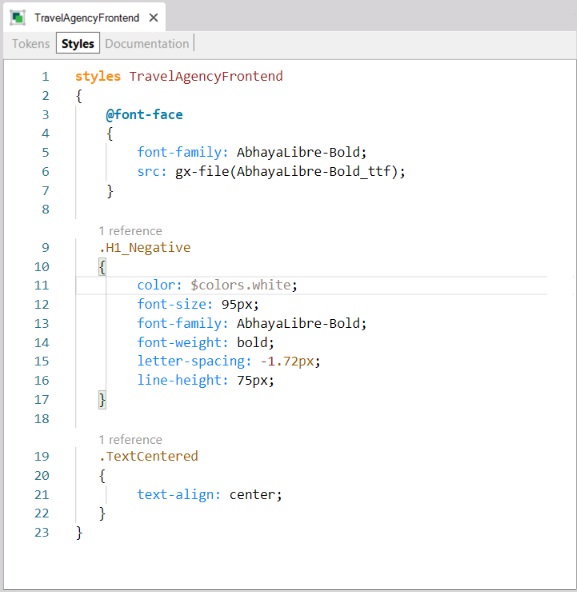 TravelAgencyFrontend
Tokens Styles Documentation
1 styles TravelAgencyFrontend
2 {
3 @font-face
4 {
5 font-family: AbhayaLibre-Bold;
6 src: gx-file(AbhayaLibre-Bold_ttf);
7 }
8
1 reference
9 .H1_Negative
10 {
11 color: $colors.white;
12 font-size: 95px;
13 font-family: AbhayaLibre-Bold;
14 font-weight: bold;
15 letter-spacing: -1.72px;
16 line-height: 75px;
17 }
18
1 reference
19 .TextCentered
20 {
21 text-align: center;
22 }
23 }